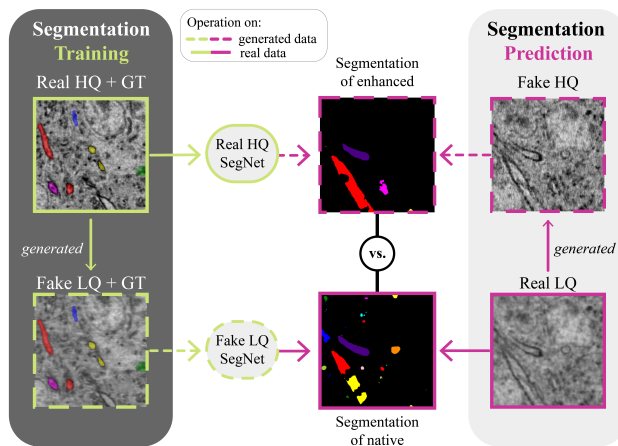 Segmentation
Training
Real HQ + GT
generated
Fake LQ + GT
Operation on:
generated data
real data
Real HQ
SegNet
Fake LQ
SegNet
Segmentation
of enhanced
vs.
Segmentation
of native
Segmentation
Prediction
Fake HQ
generated
Real LQ